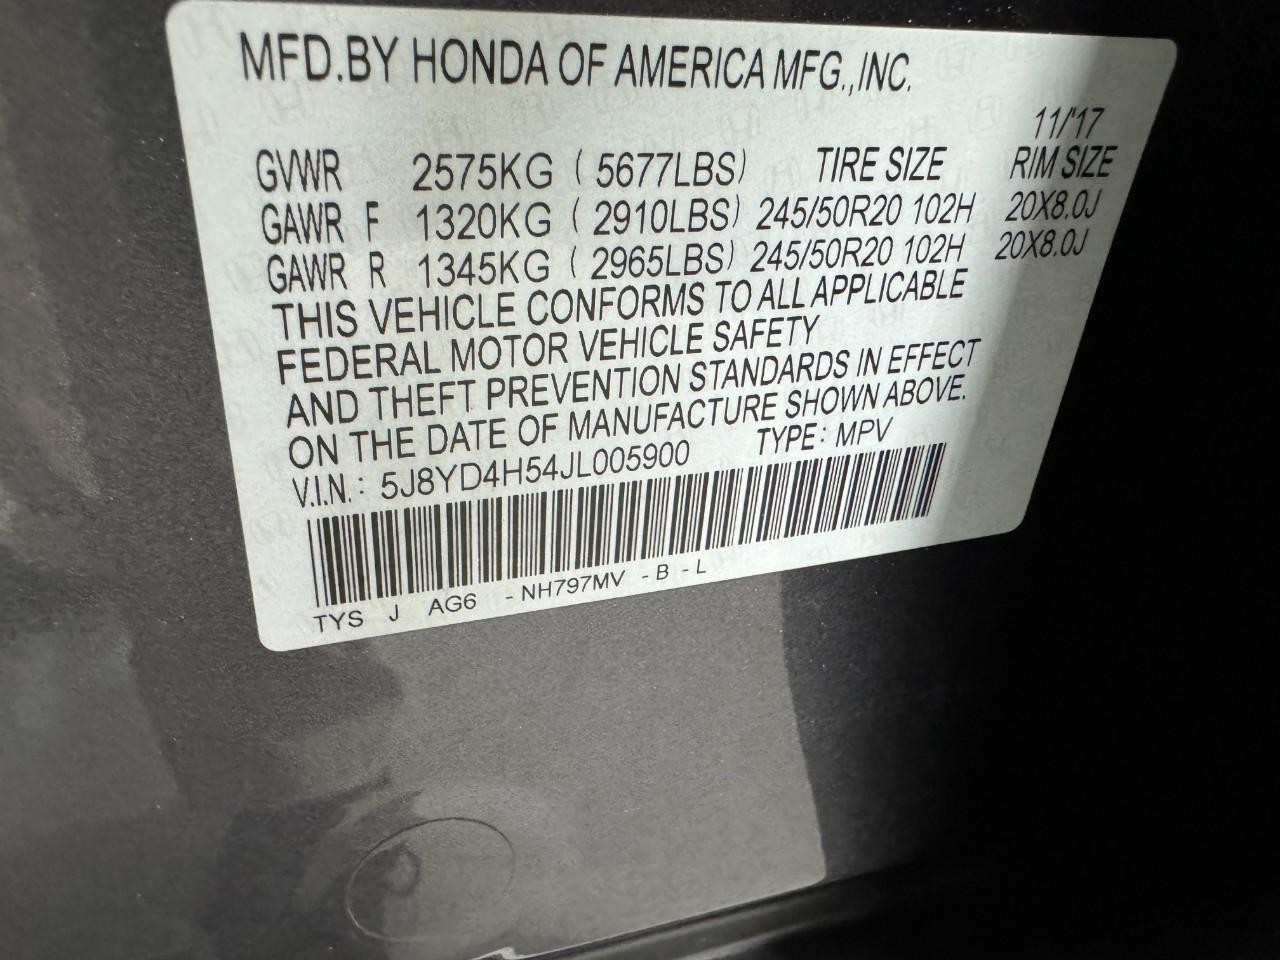 MFD.BY HONDA OF AMERICA MFG.,INC.
11/'17
GVWR 2575KG ( 5677LBS) TIRE SIZE RIM SIZE
GAWR F 1320KG ( 2910LBS) 245/50R20 102H 20X8.0J
GAWR R 1345KG ( 2965LBS) 245/50R20 102H 20X8.0J
THIS VEHICLE CONFORMS TO ALL APPLICABLE
FEDERAL MOTOR VEHICLE SAFETY
AND THEFT PREVENTION STANDARDS IN EFFECT
ON THE DATE OF MANUFACTURE SHOWN ABOVE.
V.I.N.: 5J8YD4H54JL005900 TYPE: MPV
TYS J AG6 - NH797MV - B - L